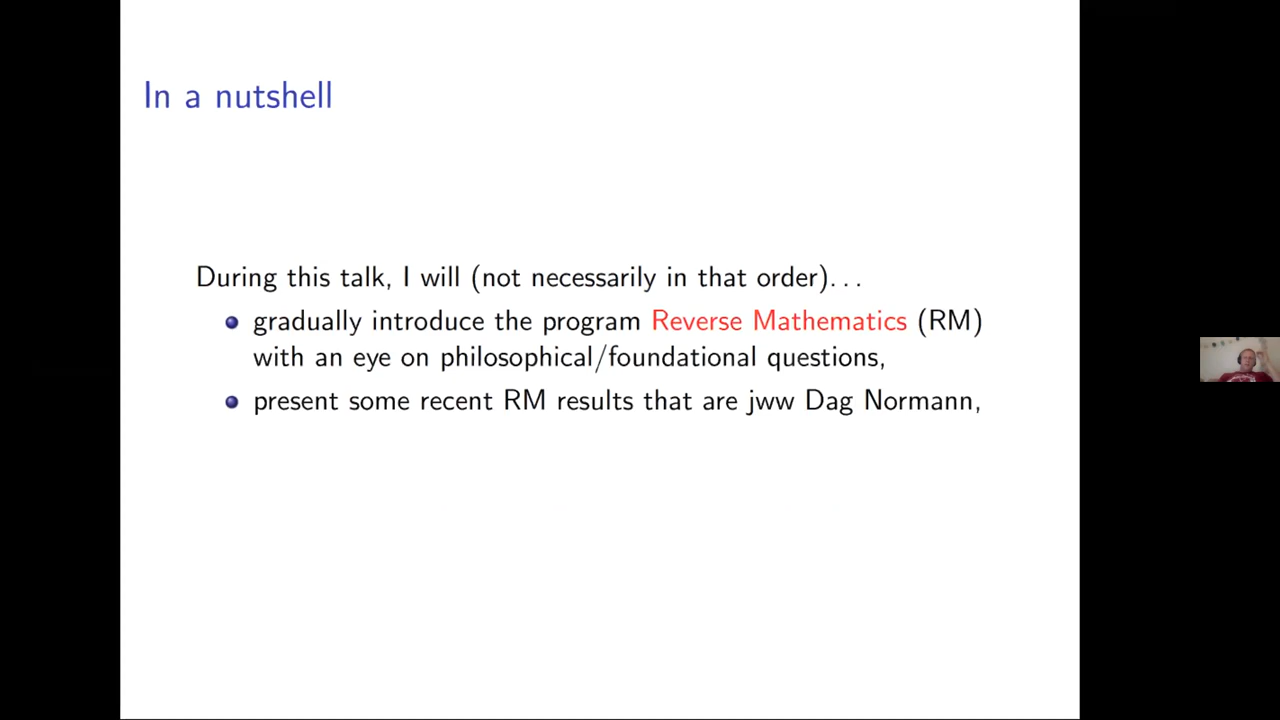 In a nutshell
During this talk, I will (not necessarily in that order)...
gradually introduce the program Reverse Mathematics (RM)
with an eye on philosophical/foundational questions,
present some recent RM results that are jww Dag Normann,